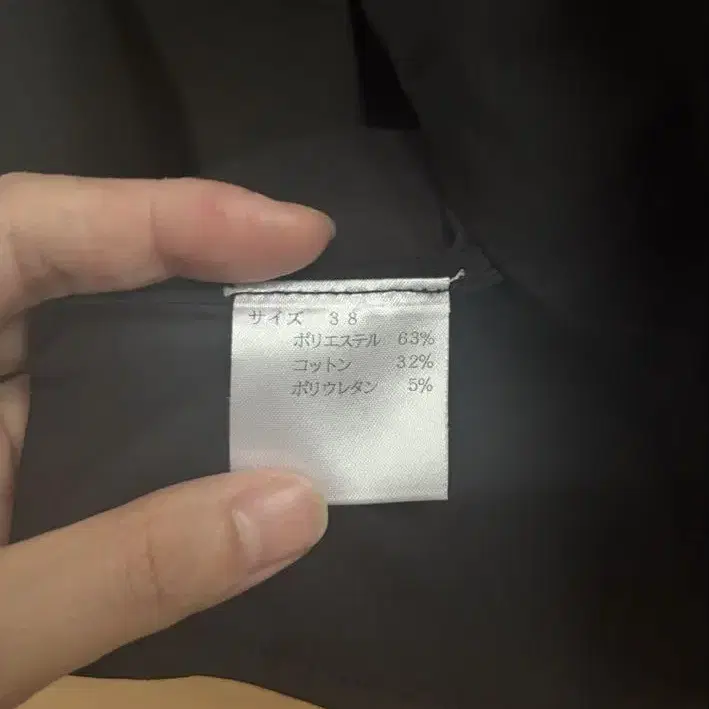 サイズ 38
ポリエステル 63%
コットン 32%
ポリウレタン 5%